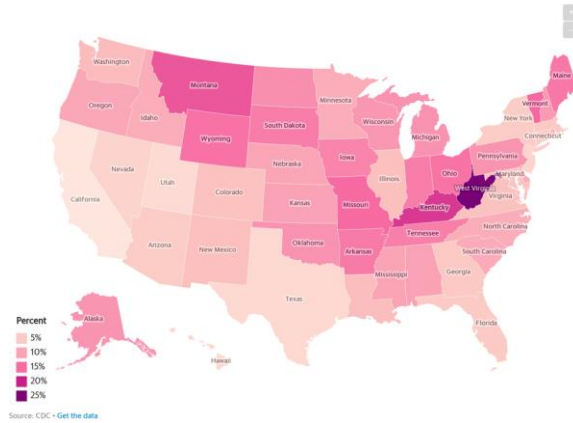 Washington
Montana
Maine
Oregon
Idaho
Minnesota
Vermont
Wyoming
South Dakota
Wisconsin
Michigan
New York
Connecticut
Iowa
Pennsylvania
Nebraska
Nevada
Utah
Colorado
Illinois
Ohio
Maryland
West Virginia
Virginia
California
Kansas
Missouri
Kentucky
North Carolina
Tennessee
Arizona
New Mexico
Oklahoma
Arkansas
South Carolina
Mississippi
Georgia
Texas
Florida
Alaska
Hawaii
Percent
5%
10%
15%
20%
25%
Source: CDC • Get the data